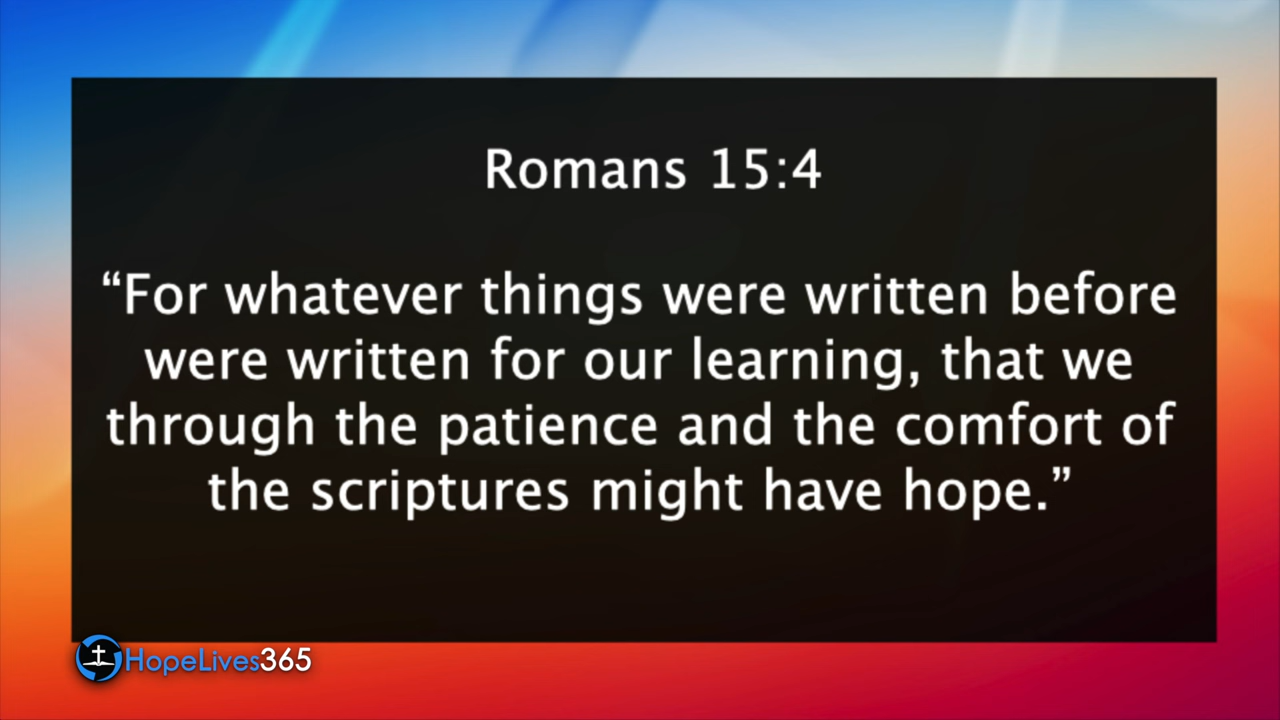 Romans 15:4
“For whatever things were written before
were written for our learning, that we
through the patience and the comfort of
the scriptures might have hope.”
HopeLives365